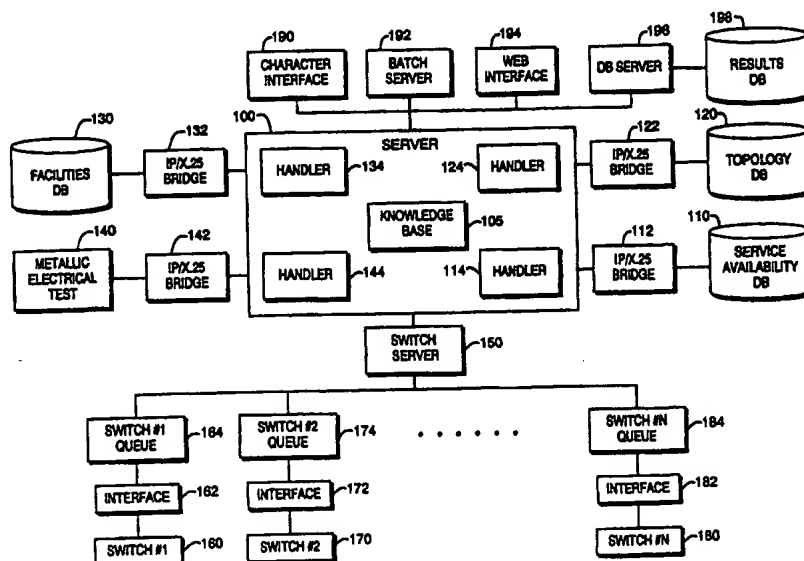 190
192
194
196
198
CHARACTER INTERFACE
BATCH SERVER
WEB INTERFACE
DB SERVER
RESULTS DB
130
132
100
122
120
FACILITIES DB
IP/X.25 BRIDGE
SERVER
HANDLER
134
124
HANDLER
IP/X.25 BRIDGE
TOPOLOGY DB
KNOWLEDGE BASE
105
140
142
112
110
METALLIC ELECTRICAL TEST
IP/X.25 BRIDGE
HANDLER
144
114
HANDLER
IP/X.25 BRIDGE
SERVICE AVAILABILITY DB
SWITCH SERVER
150
SWITCH #1 QUEUE
164
SWITCH #2 QUEUE
174
SWITCH #N QUEUE
184
INTERFACE
162
INTERFACE
172
INTERFACE
182
SWITCH #1
160
SWITCH #2
170
SWITCH #N
180